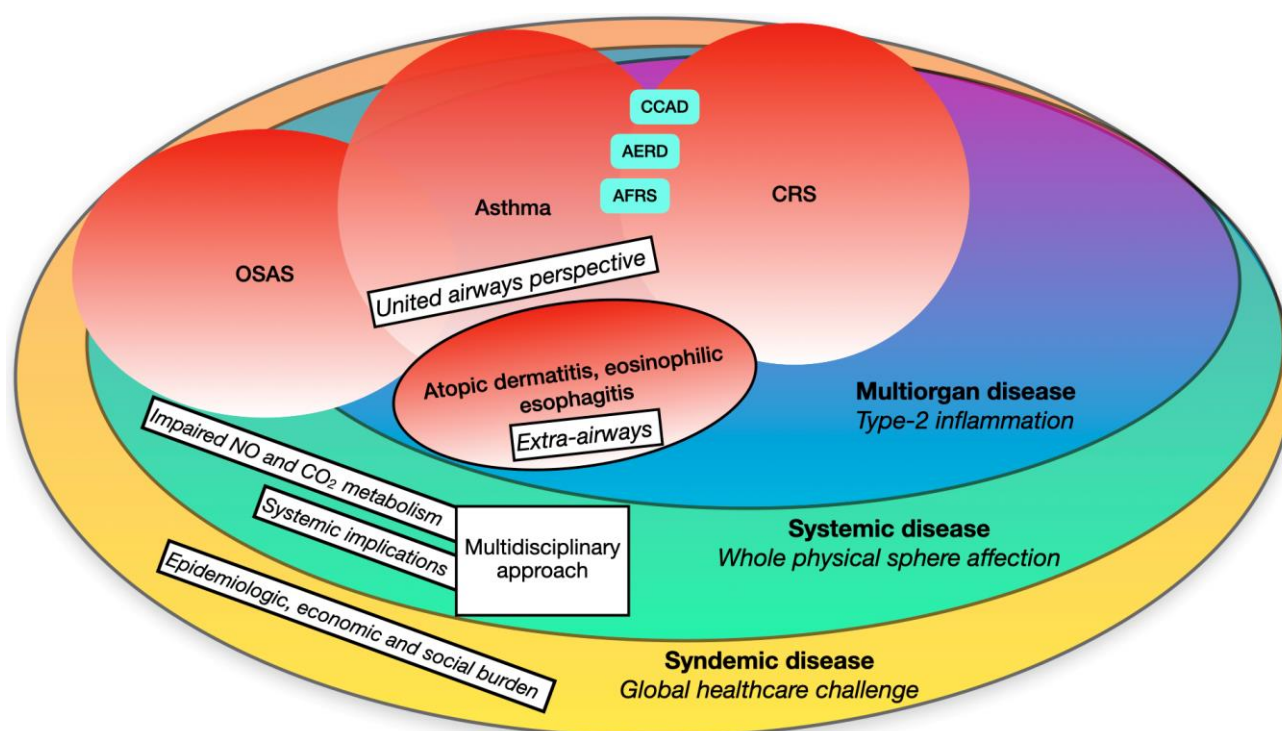 CCAD
AERD
AFRS
CRS
Asthma
OSAS
United airways perspective
Atopic dermatitis, eosinophilic
esophagitis
Extra-airways
Multiorgan disease
Type-2 inflammation
Impaired NO and CO₂ metabolism
Systemic implications
Multidisciplinary
approach
Systemic disease
Whole physical sphere affection
Epidemiologic, economic and social burden
Syndemic disease
Global healthcare challenge